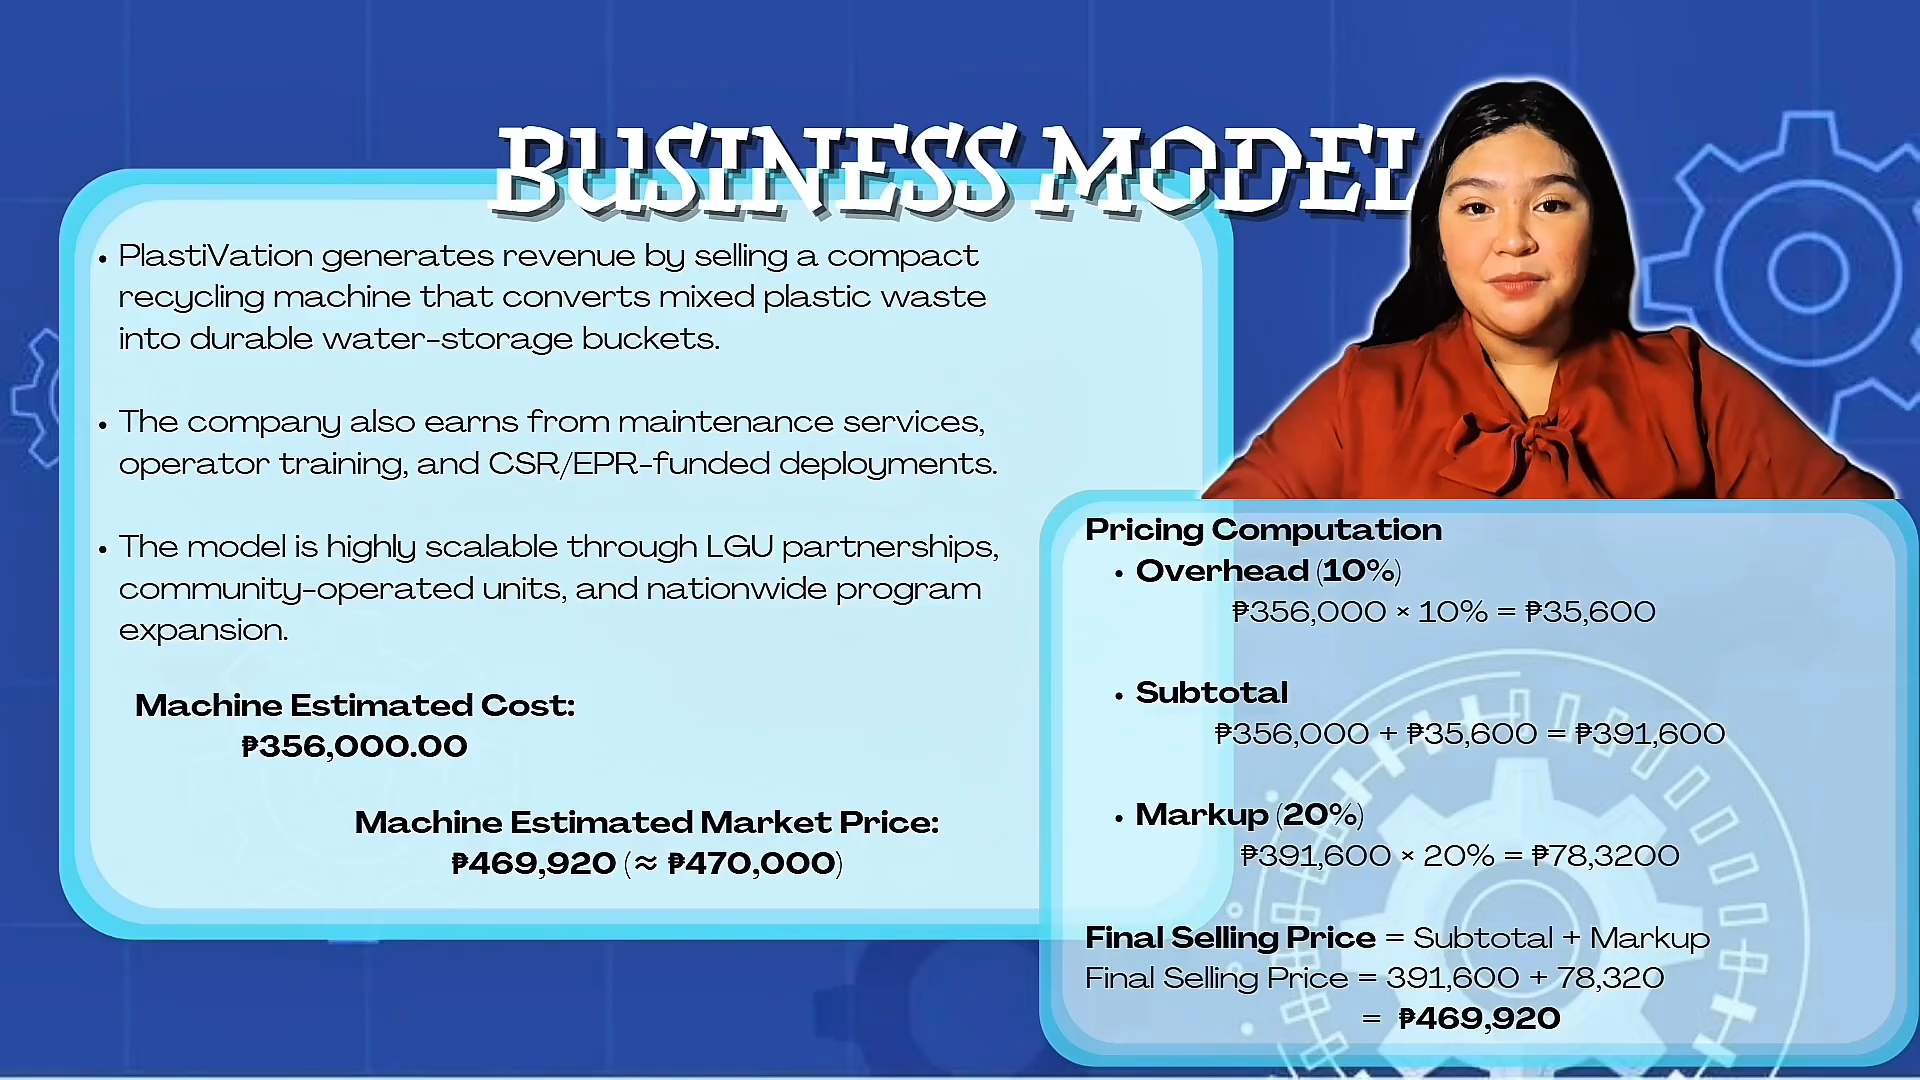 BUSINESS MODEL
• PlastiVation generates revenue by selling a compact
recycling machine that converts mixed plastic waste
into durable water-storage buckets.
• The company also earns from maintenance services,
operator training, and CSR/EPR-funded deployments.
• The model is highly scalable through LGU partnerships,
community-operated units, and nationwide program
expansion.
Machine Estimated Cost:
₱356,000.00
Machine Estimated Market Price:
₱469,920 (≈ ₱470,000)
Pricing Computation
• Overhead (10%)
₱356,000 × 10% = ₱35,600
• Subtotal
₱356,000 + ₱35,600 = ₱391,600
• Markup (20%)
₱391,600 × 20% = ₱78,3200
Final Selling Price = Subtotal + Markup
Final Selling Price = 391,600 + 78,320
= ₱469,920